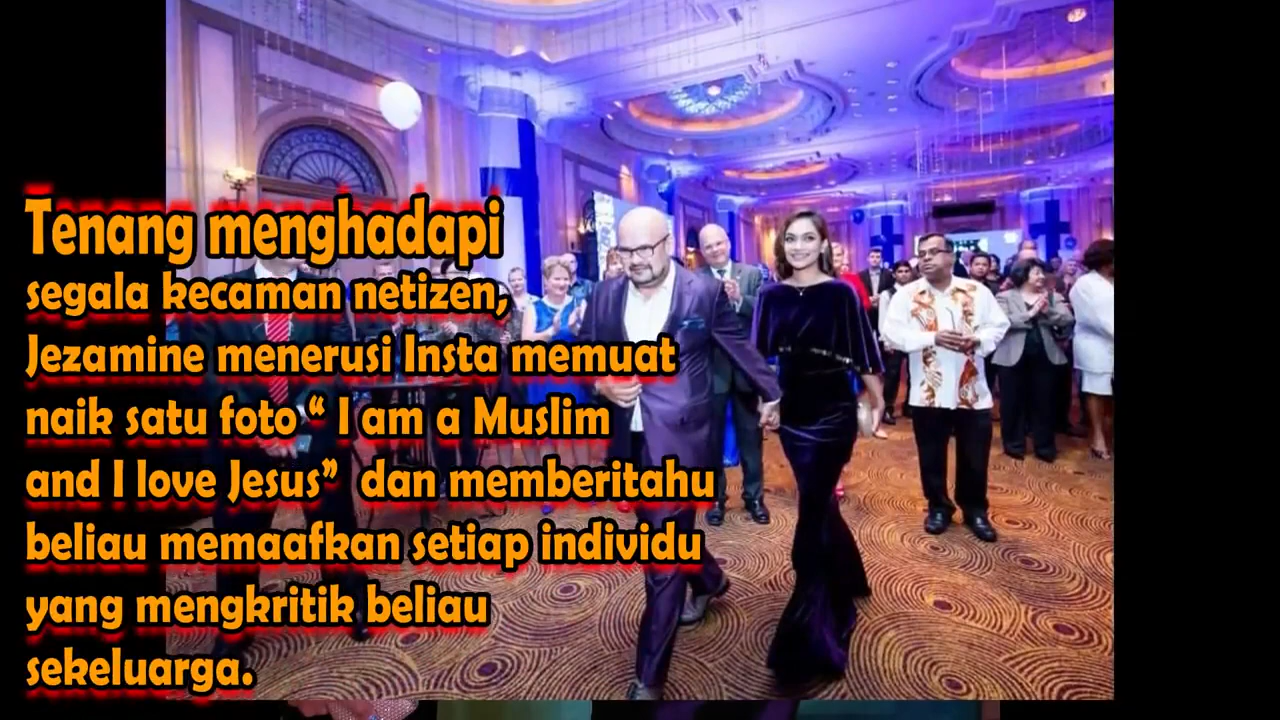 Tenang menghadapi
segala kecaman netizen,
Jezamine menerusi Insta memuat
naik satu foto “ I am a Muslim
and I love Jesus”  dan memberitahu
beliau memaafkan setiap individu
yang mengkritik beliau
sekeluarga.